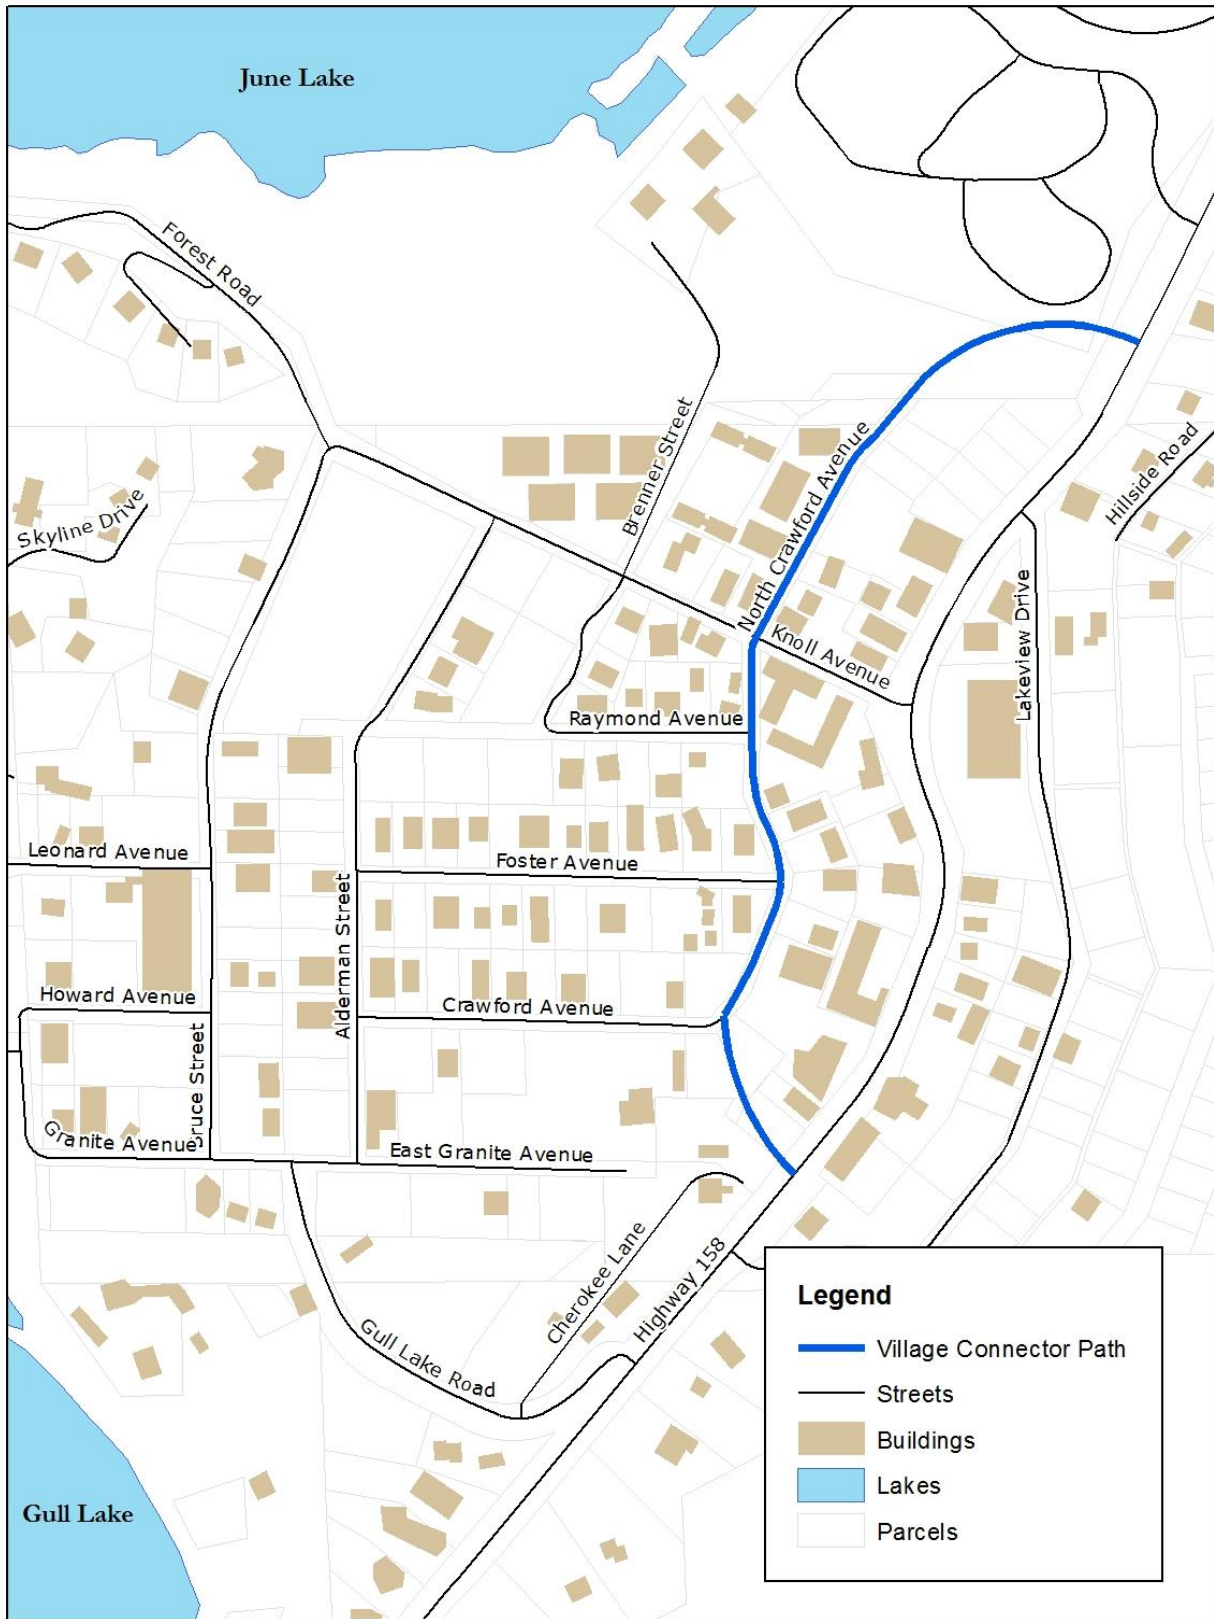 June Lake
Forest Road
Skyline Drive
Brenner Street
North Crawford Avenue
Hillside Road
Knoll Avenue
Lakeview Drive
Raymond Avenue
Leonard Avenue
Foster Avenue
Alderman Street
Howard Avenue
Crawford Avenue
Bruce Street
Granite Avenue
East Granite Avenue
Cherokee Lane
Highway 158
Gull Lake Road
Gull Lake
Legend
Village Connector Path
Streets
Buildings
Lakes
Parcels